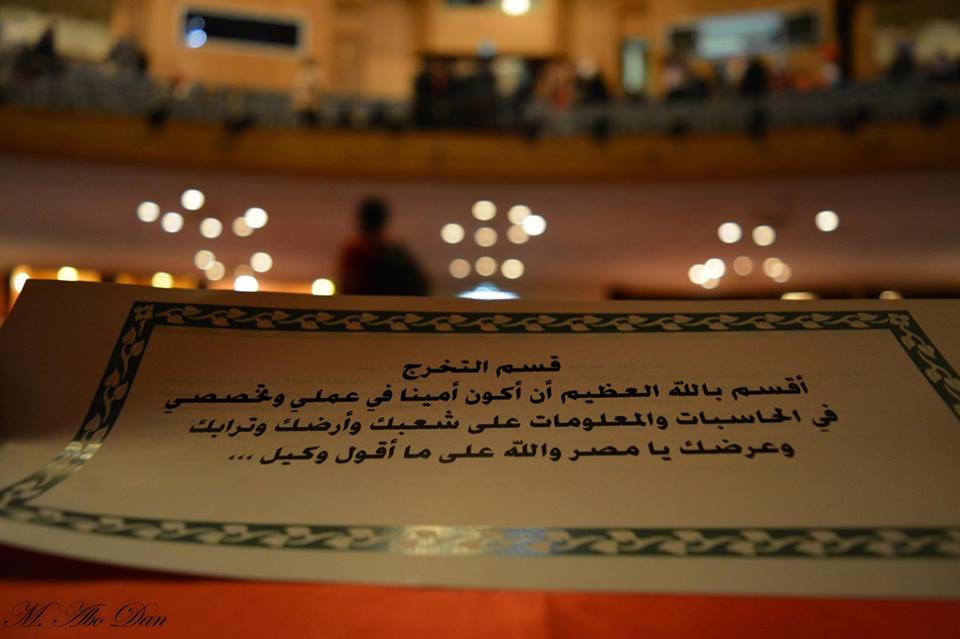 قسم التخرج
أقسم بالله العظيم أن أكون أمينا في عملي وتخصصي
في الحاسبات والمعلومات على شعبك وأرضك وترابك
وعرضك يا مصر والله على ما أقول وكيل ...
M. Abo Dan